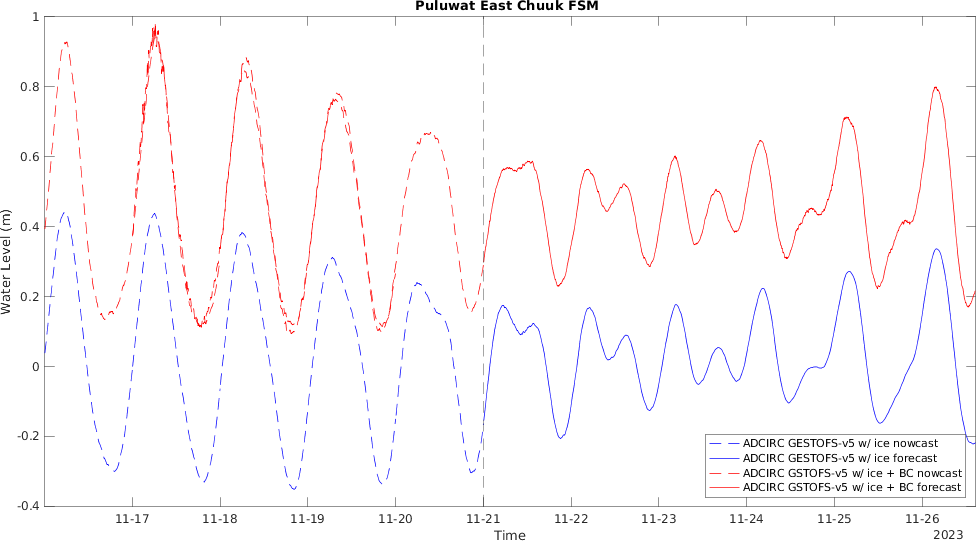 Puluwat East Chuuk FSM
1
0.8
0.6
0.4
0.2
0
-0.2
-0.4
Water Level (m)
ADCIRC GESTOFS-v5 w/ ice nowcast
ADCIRC GESTOFS-v5 w/ ice forecast
ADCIRC GSTOFS-v5 w/ ice + BC nowcast
ADCIRC GSTOFS-v5 w/ ice + BC forecast
11-17 11-18 11-19 11-20 11-21 11-22 11-23 11-24 11-25 11-26
Time
2023